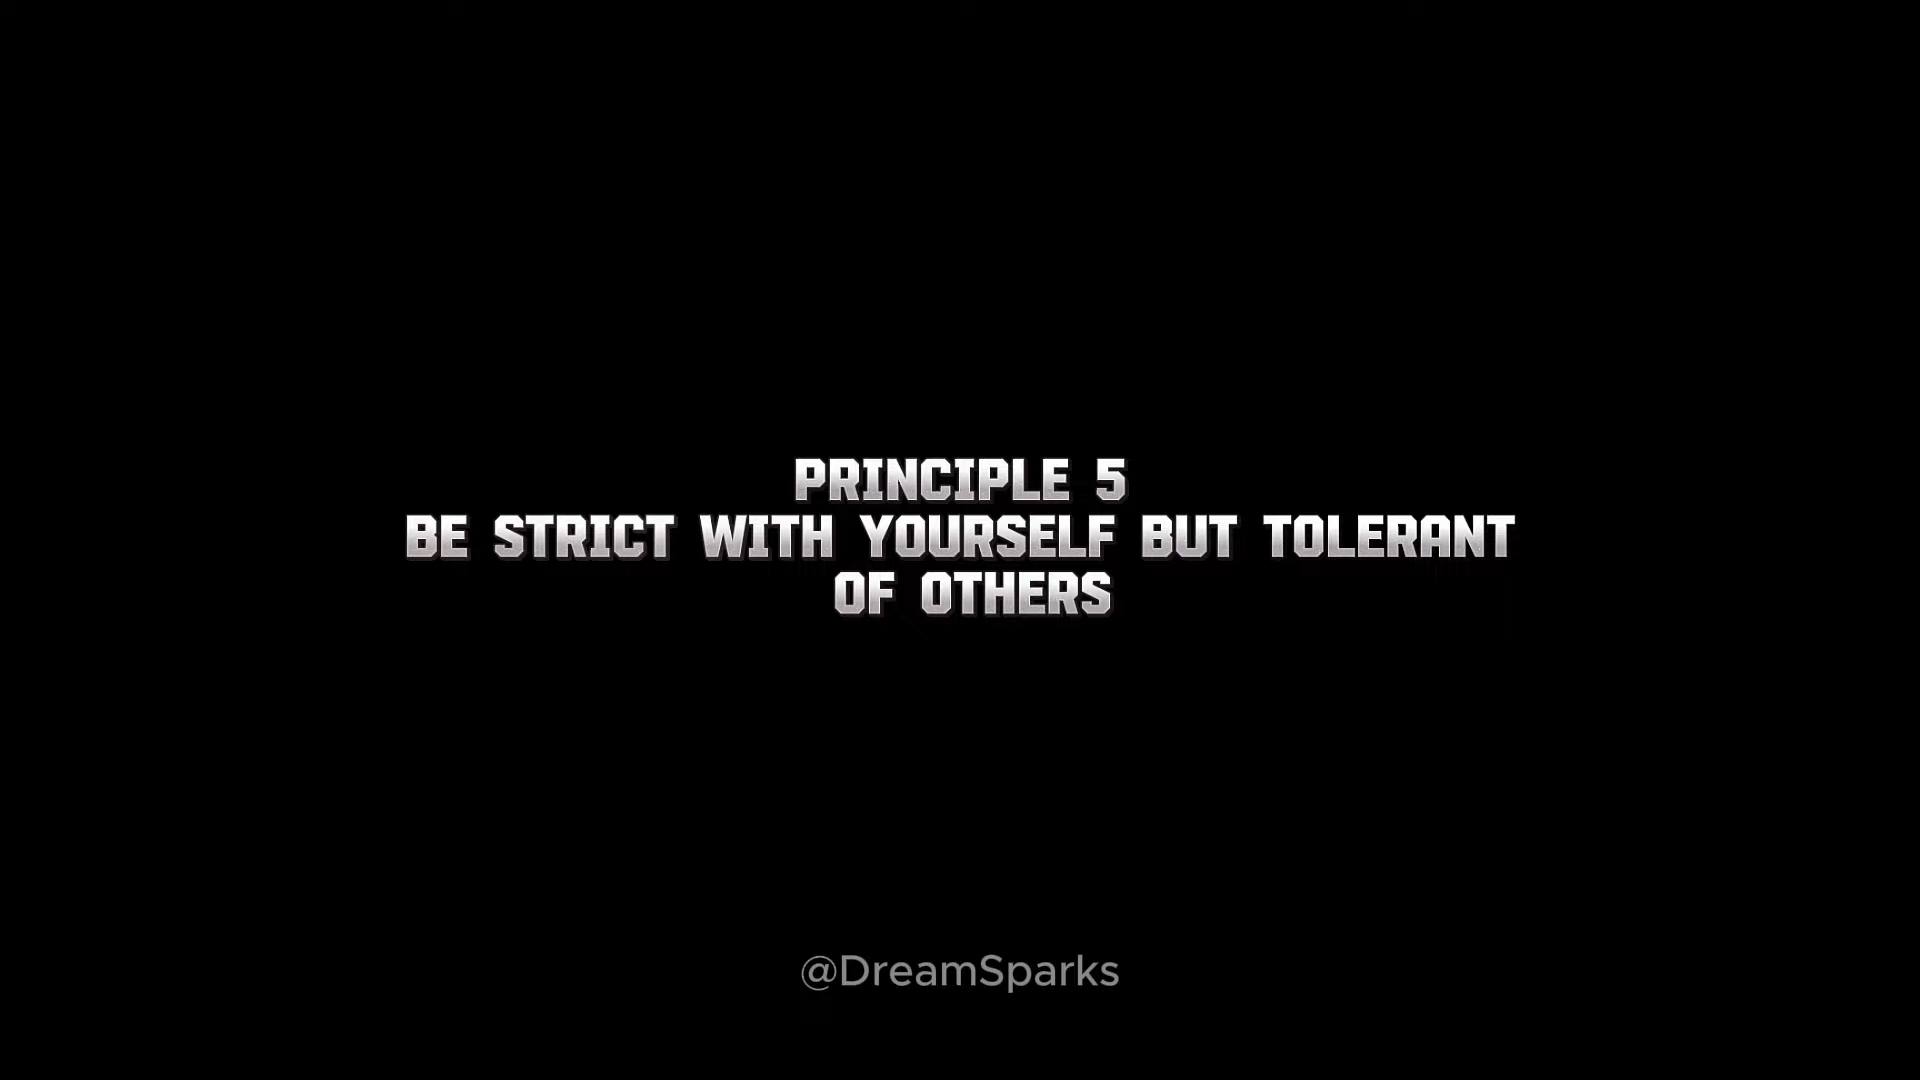 PRINCIPLE 5
BE STRICT WITH YOURSELF BUT TOLERANT
OF OTHERS
@DreamSparks